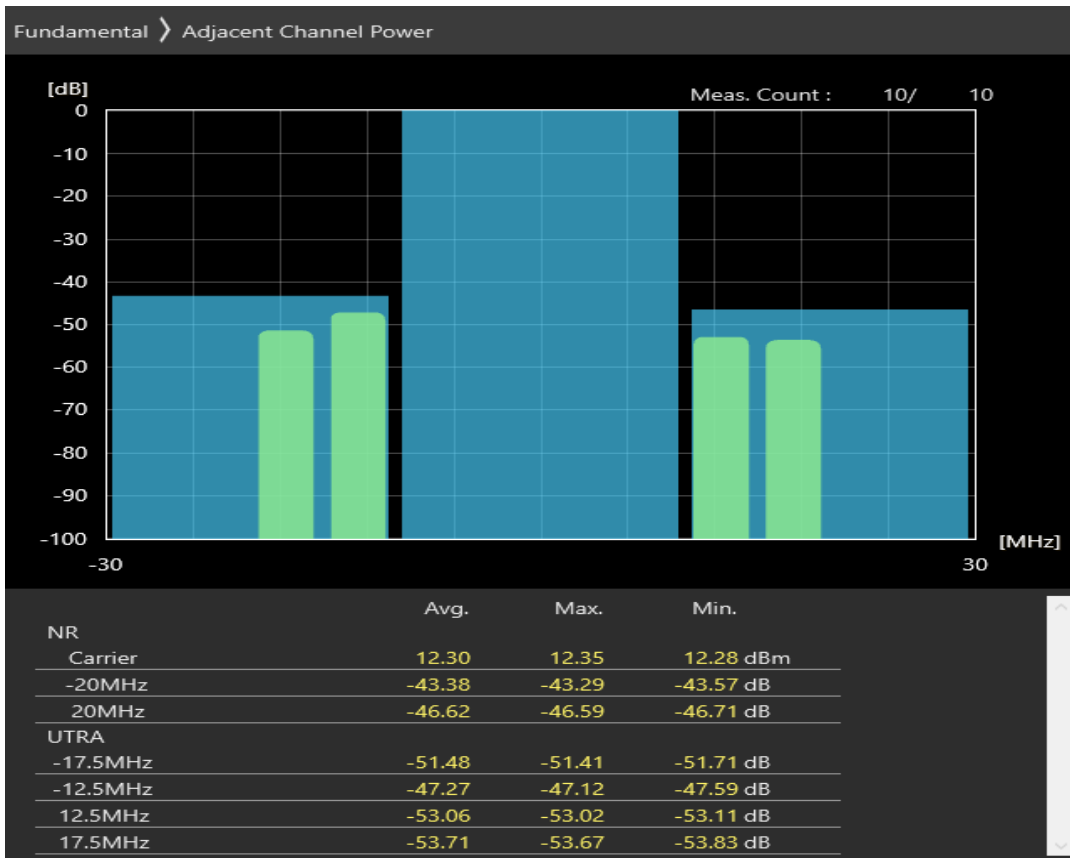 Fundamental 〉 Adjacent Channel Power
[dB]
Meas. Count : 10/ 10
0
-10
-20
-30
-40
-50
-60
-70
-80
-90
-100
[MHz]
-30 30
Avg. Max. Min.
NR
Carrier 12.30 12.35 12.28 dBm
-20MHz -43.38 -43.29 -43.57 dB
20MHz -46.62 -46.59 -46.71 dB
UTRA
-17.5MHz -51.48 -51.41 -51.71 dB
-12.5MHz -47.27 -47.12 -47.59 dB
12.5MHz -53.06 -53.02 -53.11 dB
17.5MHz -53.71 -53.67 -53.83 dB